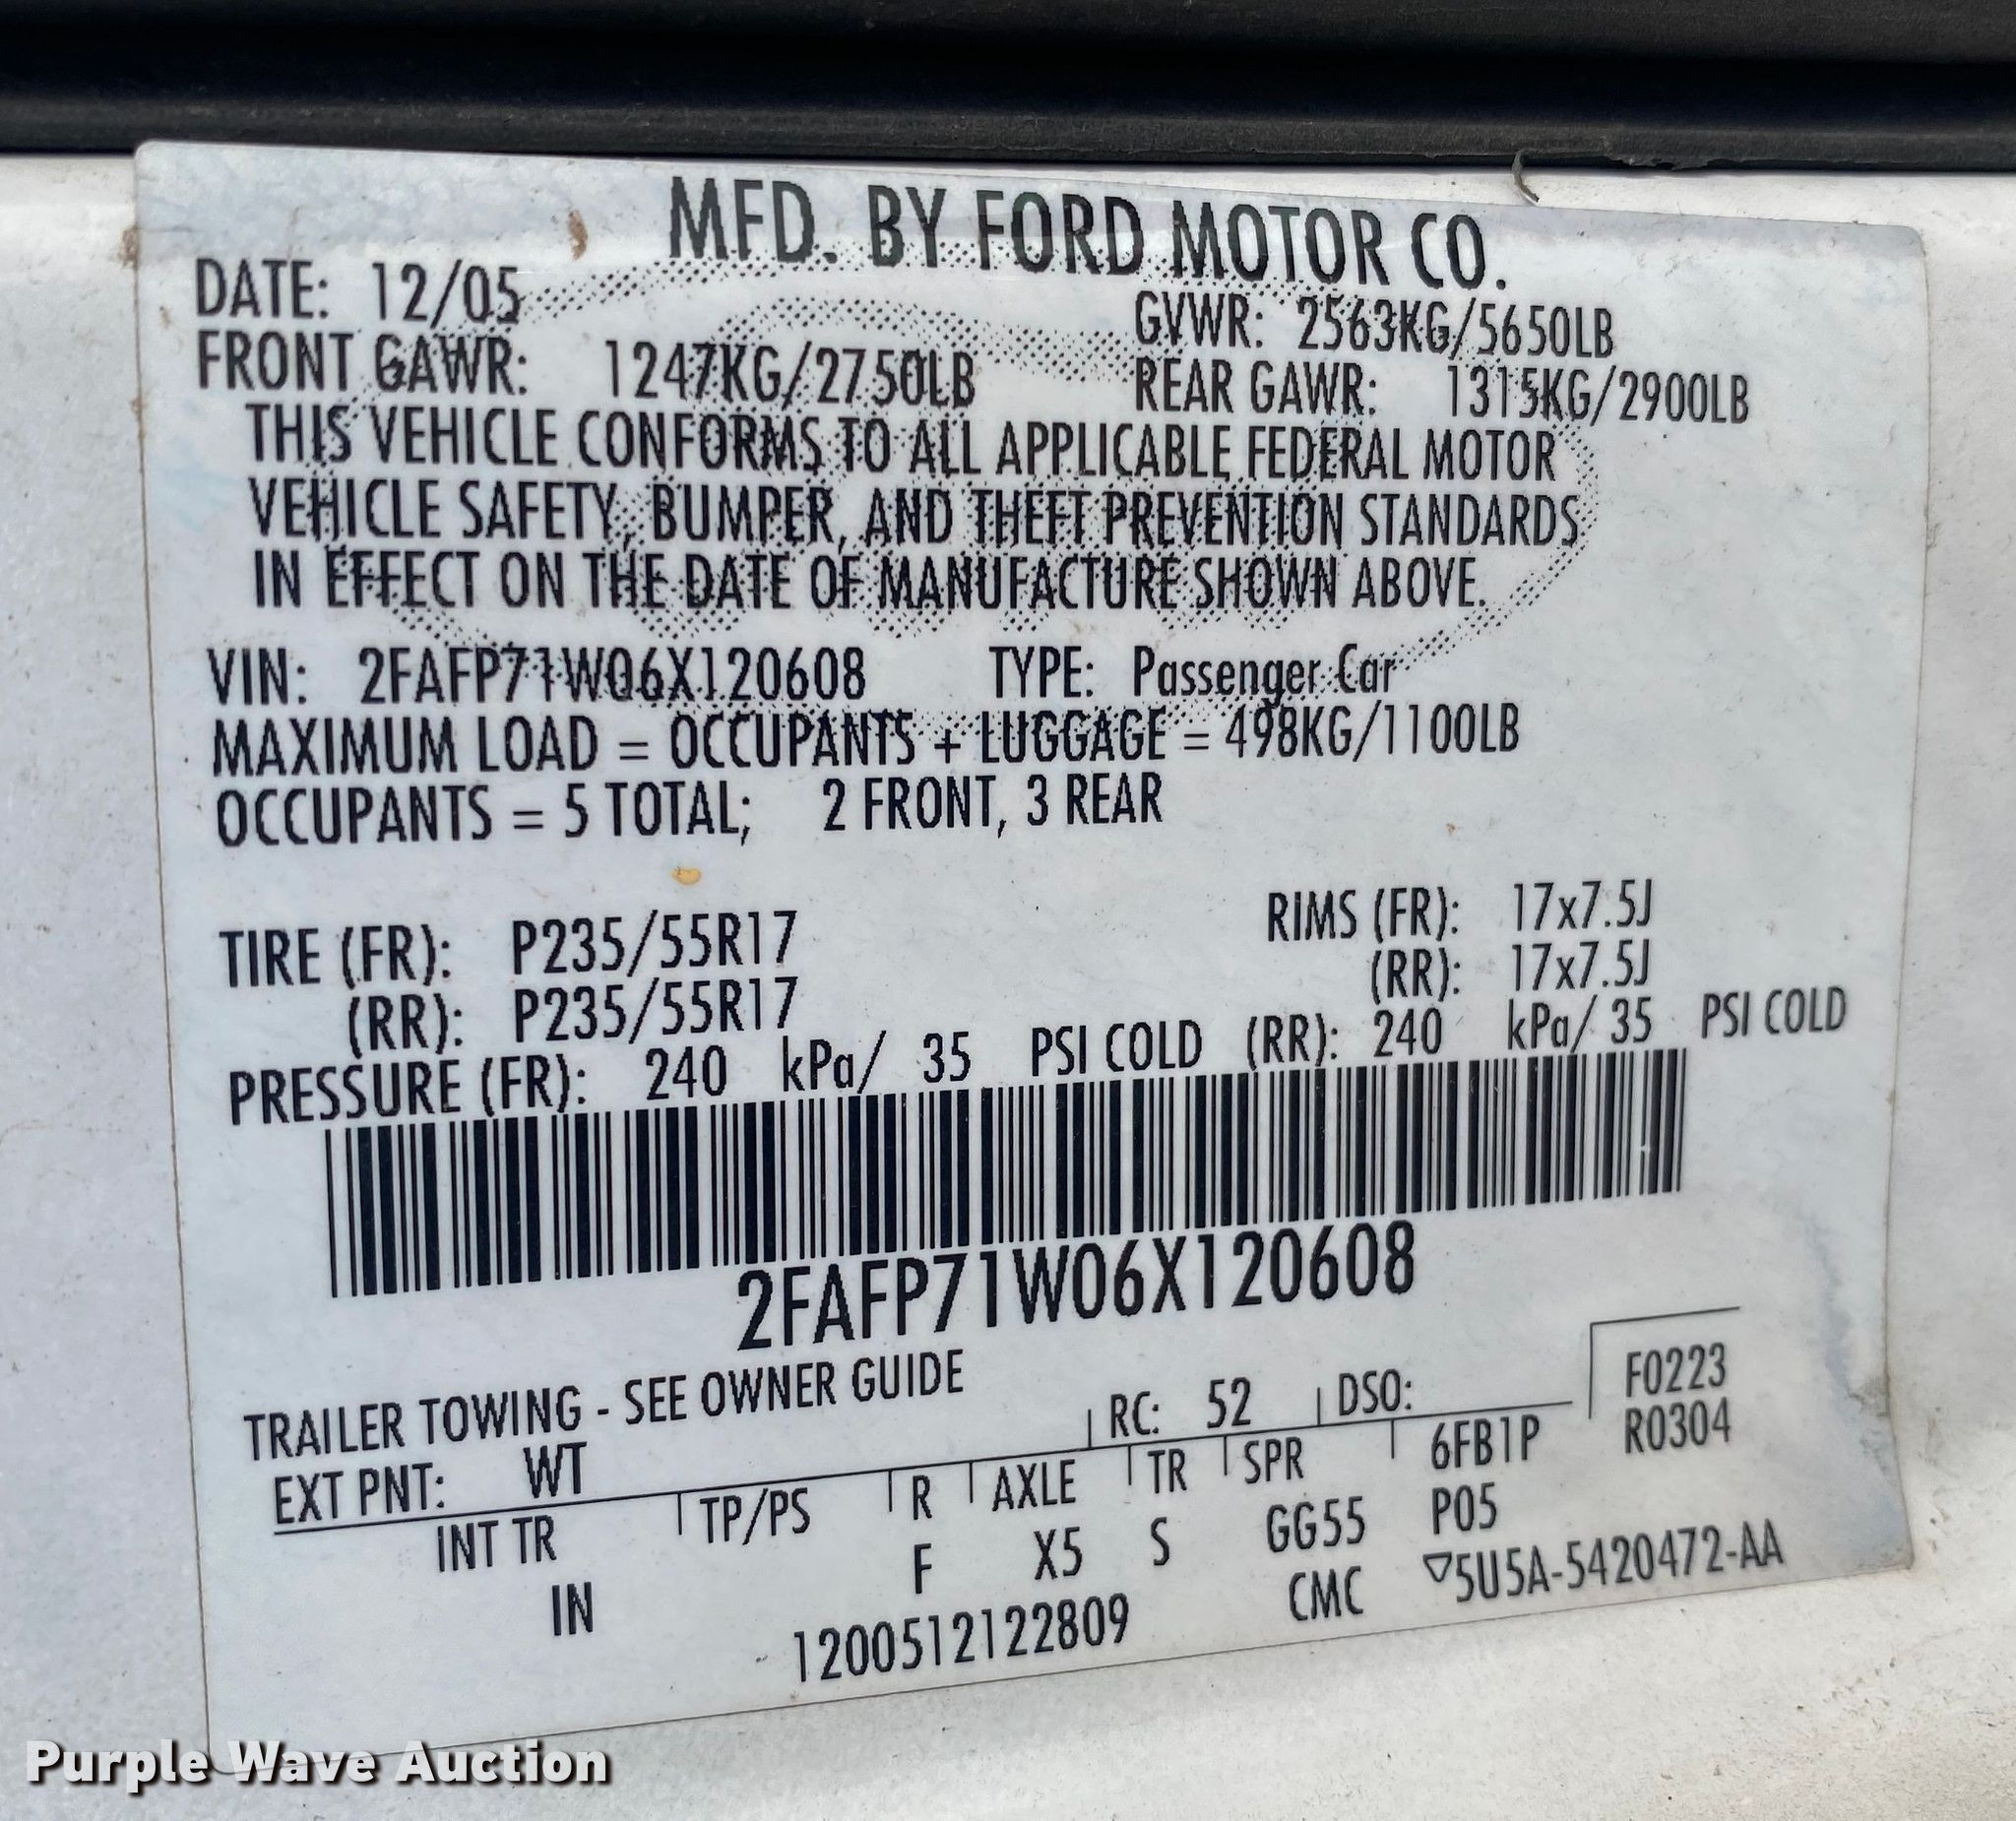 MFD. BY FORD MOTOR CO.
DATE: 12/05 GVWR: 2563KG/5650LB
FRONT GAWR: 1247KG/2750LB REAR GAWR: 1315KG/2900LB
THIS VEHICLE CONFORMS TO ALL APPLICABLE FEDERAL MOTOR
VEHICLE SAFETY, BUMPER, AND THEFT PREVENTION STANDARDS
IN EFFECT ON THE DATE OF MANUFACTURE SHOWN ABOVE.
VIN: 2FAFP71W06X120608 TYPE: Passenger Car
MAXIMUM LOAD = OCCUPANTS + LUGGAGE = 498KG/1100LB
OCCUPANTS = 5 TOTAL; 2 FRONT, 3 REAR
TIRE (FR): P235/55R17 RIMS (FR): 17x7.5J
(RR): P235/55R17 (RR): 17x7.5J
PRESSURE (FR): 240 kPa/ 35 PSI COLD (RR): 240 kPa/ 35 PSI COLD
2FAFP71W06X120608
TRAILER TOWING - SEE OWNER GUIDE
EXT PNT: WT RC: 52 DSO: F0223
INT TR TP/PS R AXLE TR SPR 6FB1P R0304
IN F X5 S GG55 P05
1200512122809 CMC ▽5U5A-5420472-AA
Purple Wave Auction